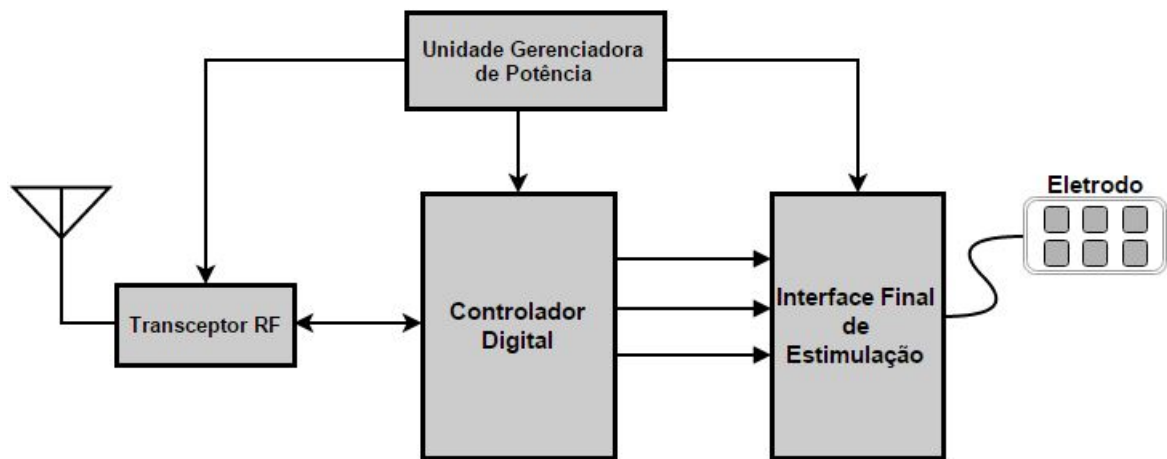 Unidade Gerenciadora
de Potência
Eletrodo
Transceptor RF
Controlador
Digital
Interface Final
de
Estimulação